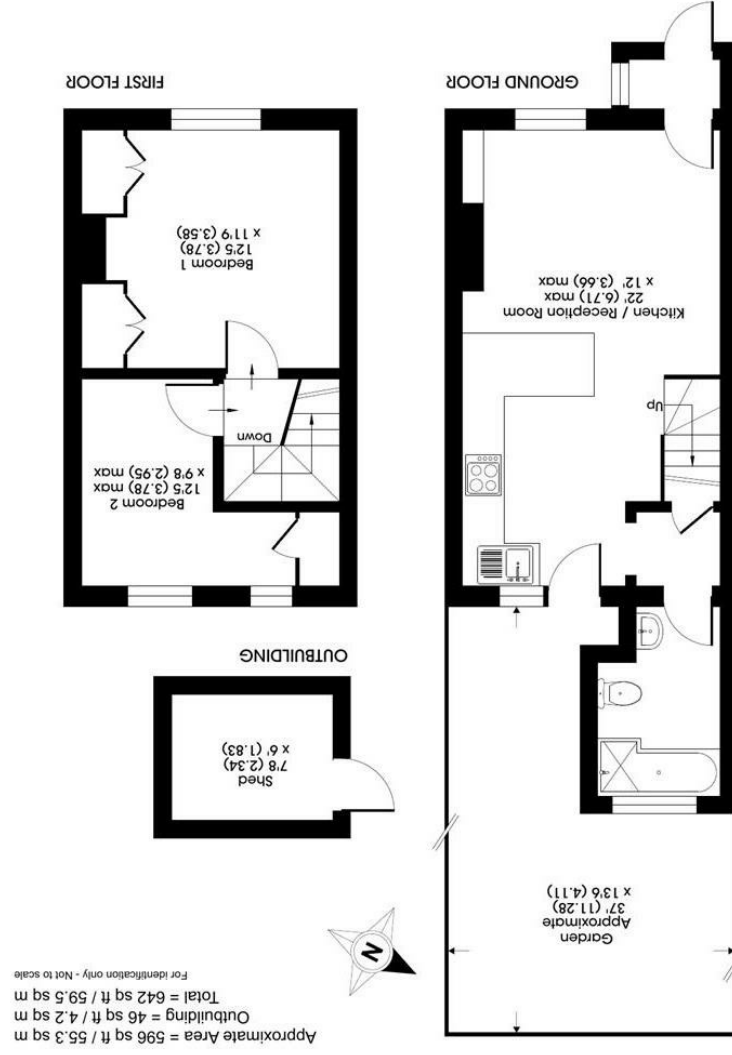 Approximate Area = 596 sq ft / 55.3 sq m
Outbuilding = 46 sq ft / 4.2 sq m
Total = 642 sq ft / 59.5 sq m
For identification only - Not to scale
N
Garden
Approximate
37' (11.28)
x 13'6 (4.11)
Shed
7'8 (2.34)
x 6' (1.83)
OUTBUILDING
Bedroom 2
12'5 (3.78) max
x 9'8 (2.95) max
Down
Up
Kitchen / Reception Room
22' (6.71) max
x 12' (3.66) max
Bedroom 1
12'5 (3.78)
x 11'9 (3.58)
GROUND FLOOR
FIRST FLOOR